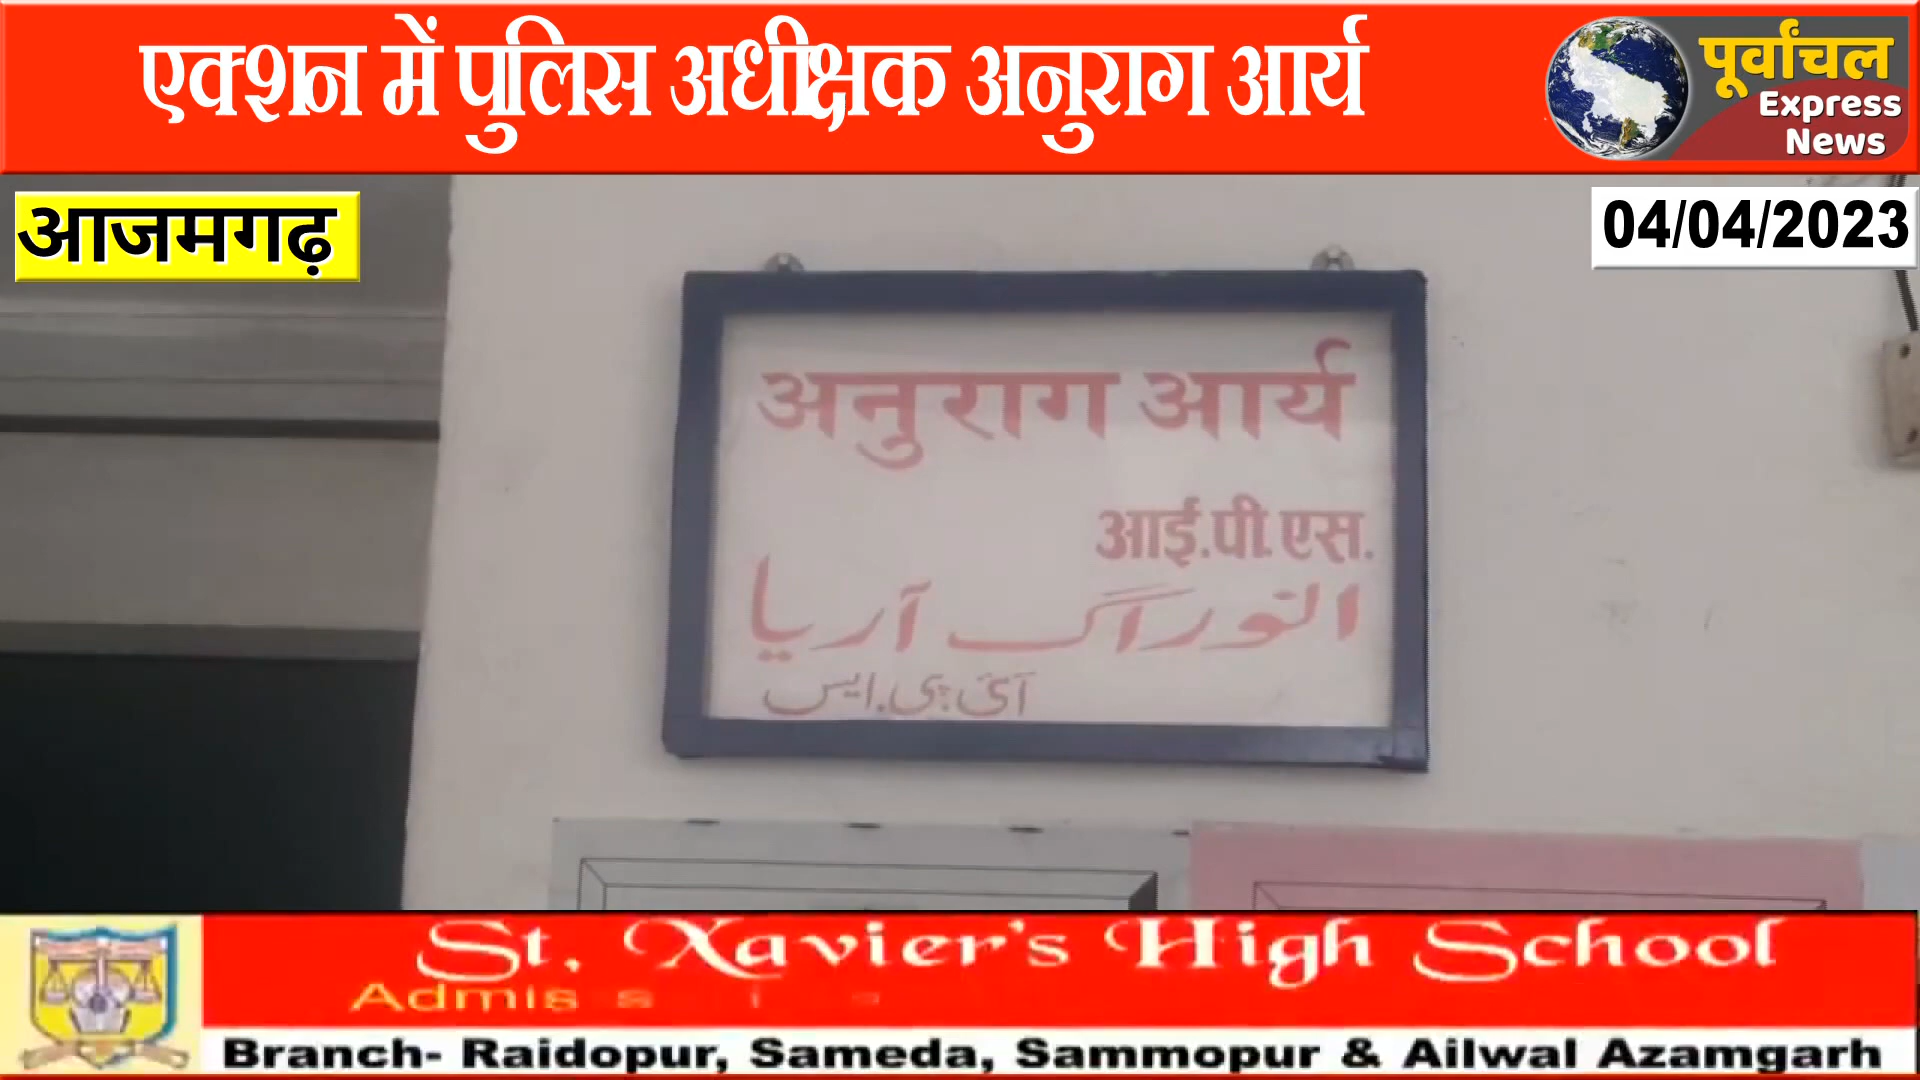 एक्शन में पुलिस अधीक्षक अनुराग आर्य
पूर्वांचल
Express
News
आजमगढ़
04/04/2023
अनुराग आर्य
आई.पी.एस.
انوراگ آریا
آئی.پی.ایس
St. Xavier's High School
Admis s i
Branch- Raidopur, Sameda, Sammopur & Ailwal Azamgarh